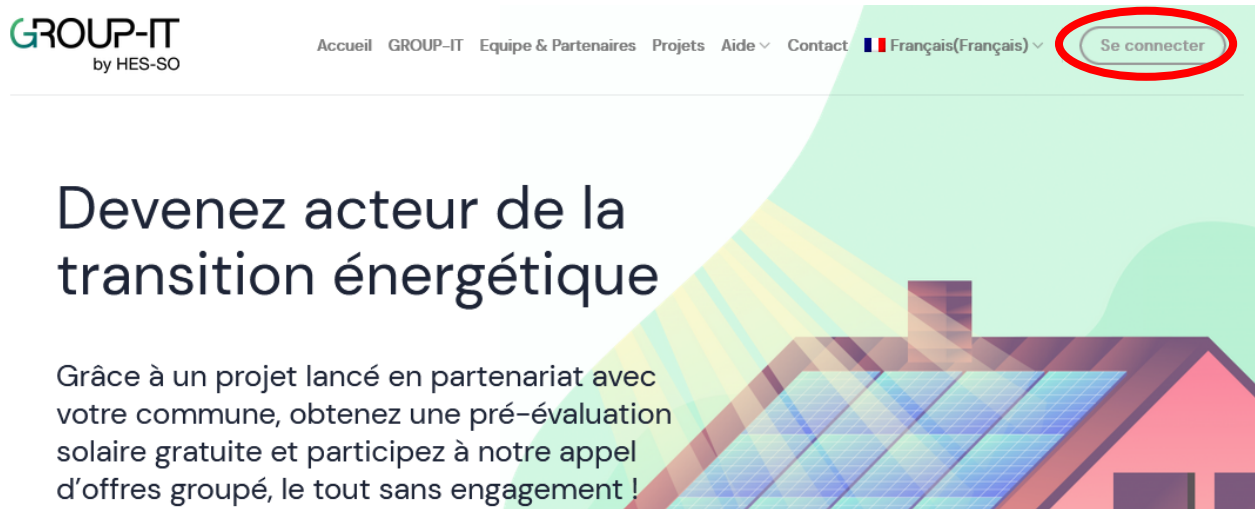 GROUP-IT
by HES-SO
Accueil GROUP-IT Equipe & Partenaires Projets Aide Contact Français(Français) Se connecter
Devenez acteur de la
transition énergétique
Grâce à un projet lancé en partenariat avec
votre commune, obtenez une pré-évaluation
solaire gratuite et participez à notre appel
d'offres groupé, le tout sans engagement !